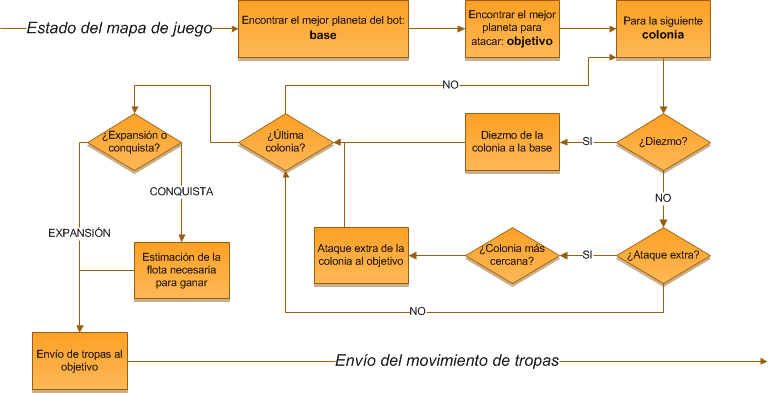 Estado del mapa de juego
Encontrar el mejor planeta del bot:
base
Encontrar el mejor
planeta para
atacar: objetivo
Para la siguiente
colonia
NO
¿Expansión o
conquista?
¿Última
colonia?
Diezmo de la
colonia a la base
SI
¿Diezmo?
CONQUISTA
NO
EXPANSIÓN
Estimación de la
flota necesaria
para ganar
Ataque extra de la
colonia al objetivo
¿Colonia más
cercana?
SI
¿Ataque extra?
NO
Envío de tropas al
objetivo
Envío del movimiento de tropas